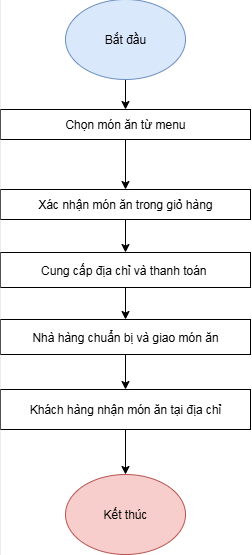 Bắt đầu
Chọn món ăn từ menu
Xác nhận món ăn trong giỏ hàng
Cung cấp địa chỉ và thanh toán
Nhà hàng chuẩn bị và giao món ăn
Khách hàng nhận món ăn tại địa chỉ
Kết thúc